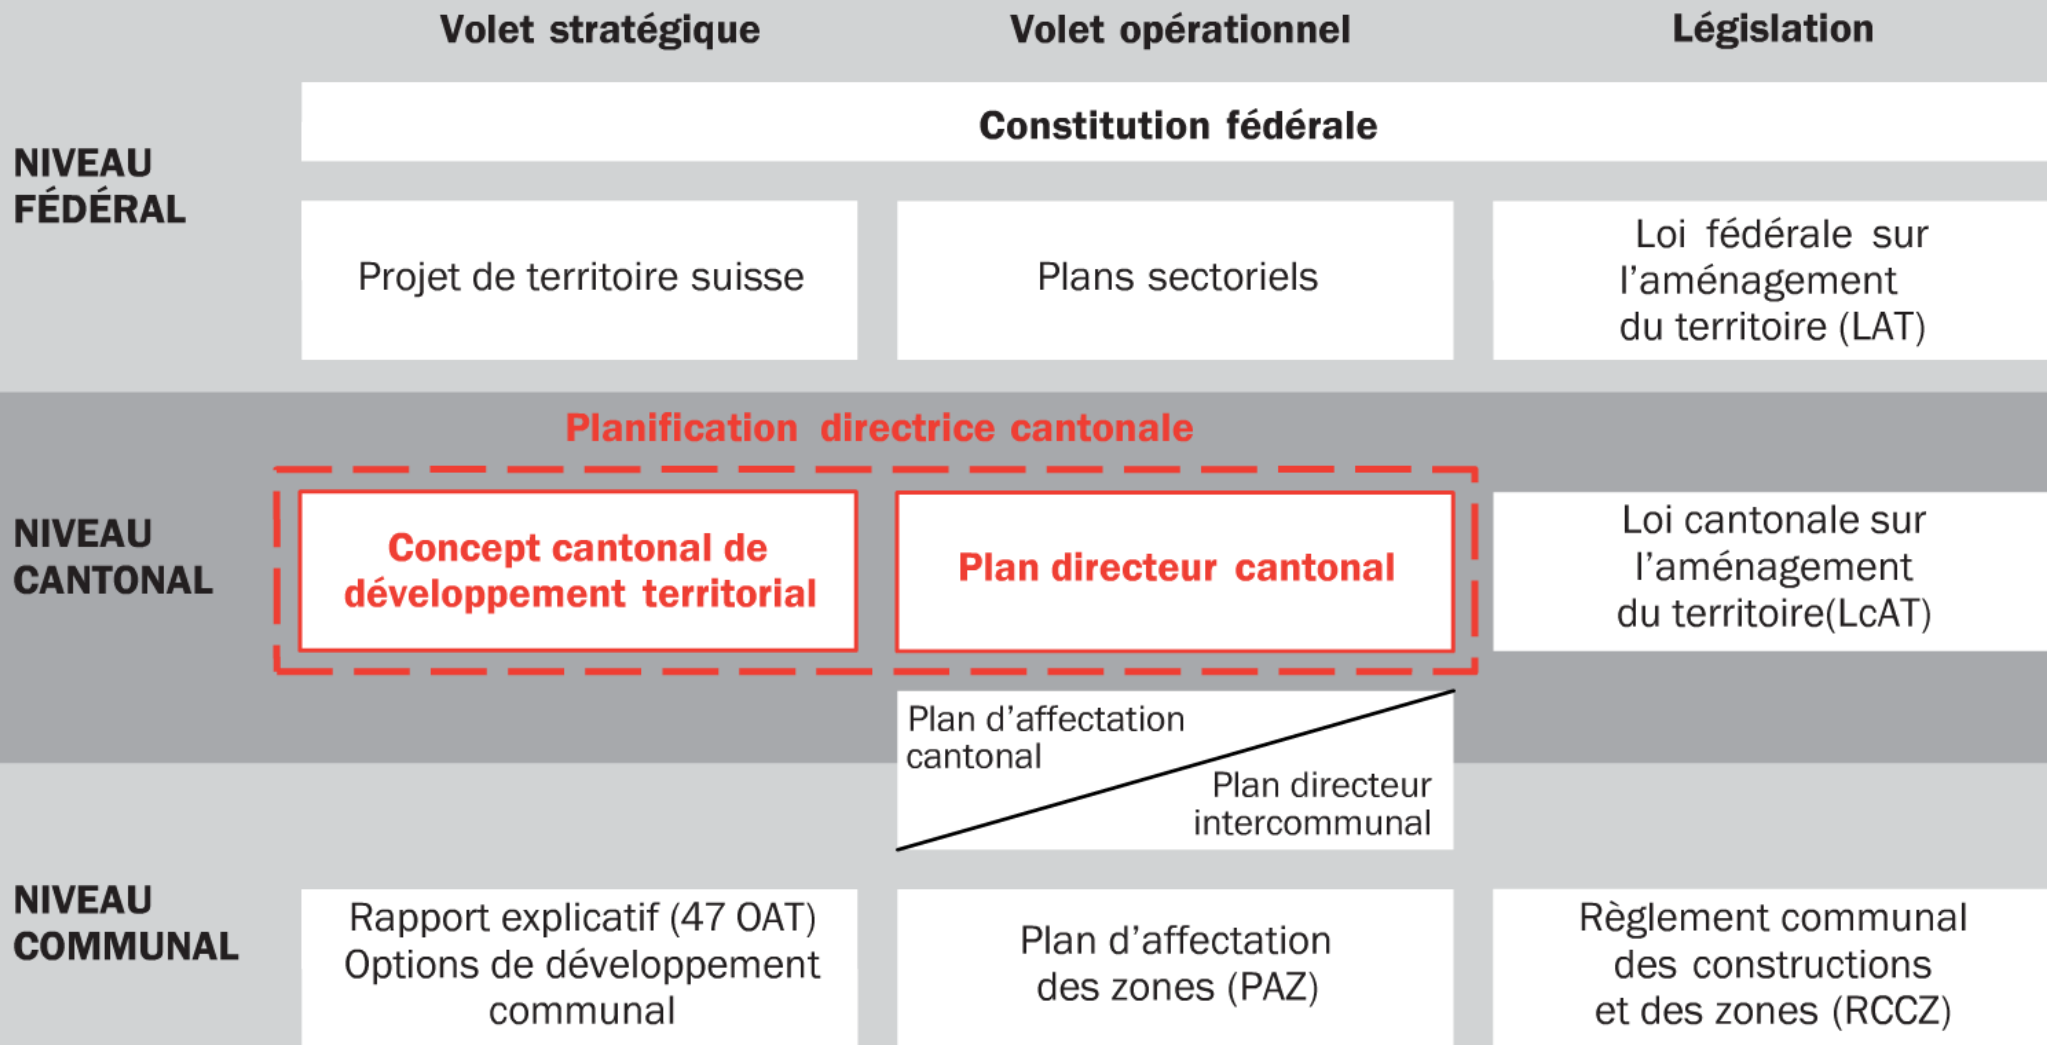 Volet stratégique
Volet opérationnel
Législation
NIVEAU
FÉDÉRAL
Constitution fédérale
Projet de territoire suisse
Plans sectoriels
Loi fédérale sur
l’aménagement
du territoire (LAT)
Planification directrice cantonale
NIVEAU
CANTONAL
Concept cantonal de
développement territorial
Plan directeur cantonal
Loi cantonale sur
l’aménagement
du territoire(LcAT)
Plan d’affectation
cantonal
Plan directeur
intercommunal
NIVEAU
COMMUNAL
Rapport explicatif (47 OAT)
Options de développement
communal
Plan d’affectation
des zones (PAZ)
Règlement communal
des constructions
et des zones (RCCZ)